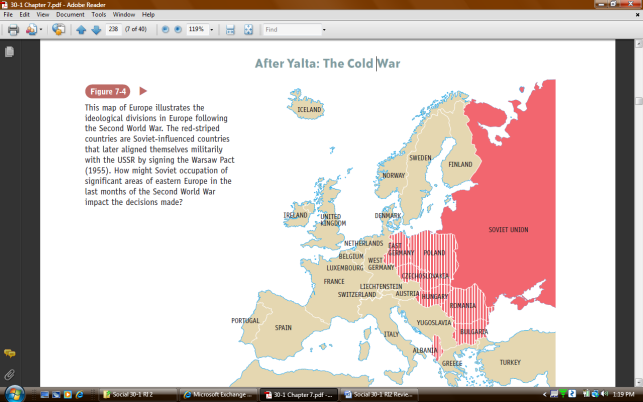 30-1 Chapter 7.pdf - Adobe Reader
File Edit View Document Tools Window Help
238 (7 of 40) 119% Find
After Yalta: The Cold War
Figure 7-4
This map of Europe illustrates the
ideological divisions in Europe following
the Second World War. The red-striped
countries are Soviet-influenced countries
that later aligned themselves militarily
with the USSR by signing the Warsaw Pact
(1955). How might Soviet occupation of
significant areas of eastern Europe in the
last months of the Second World War
impact the decisions made?
ICELAND
SWEDEN
FINLAND
NORWAY
SOVIET UNION
IRELAND
UNITED
KINGDOM
DENMARK
NETHERLANDS
EAST
GERMANY
POLAND
BELGIUM
WEST
GERMANY
LUXEMBOURG
CZECHOSLOVAKIA
FRANCE
LIECHTENSTEIN
SWITZERLAND
AUSTRIA
HUNGARY
ROMANIA
PORTUGAL
SPAIN
YUGOSLAVIA
ITALY
BULGARIA
ALBANIA
GREECE
TURKEY
Social 30-1 RI 2
Microsoft Exchange ...
30-1 Chapter 7.pdf - ...
Social 30-1 RI2 Revie...
1:19 PM